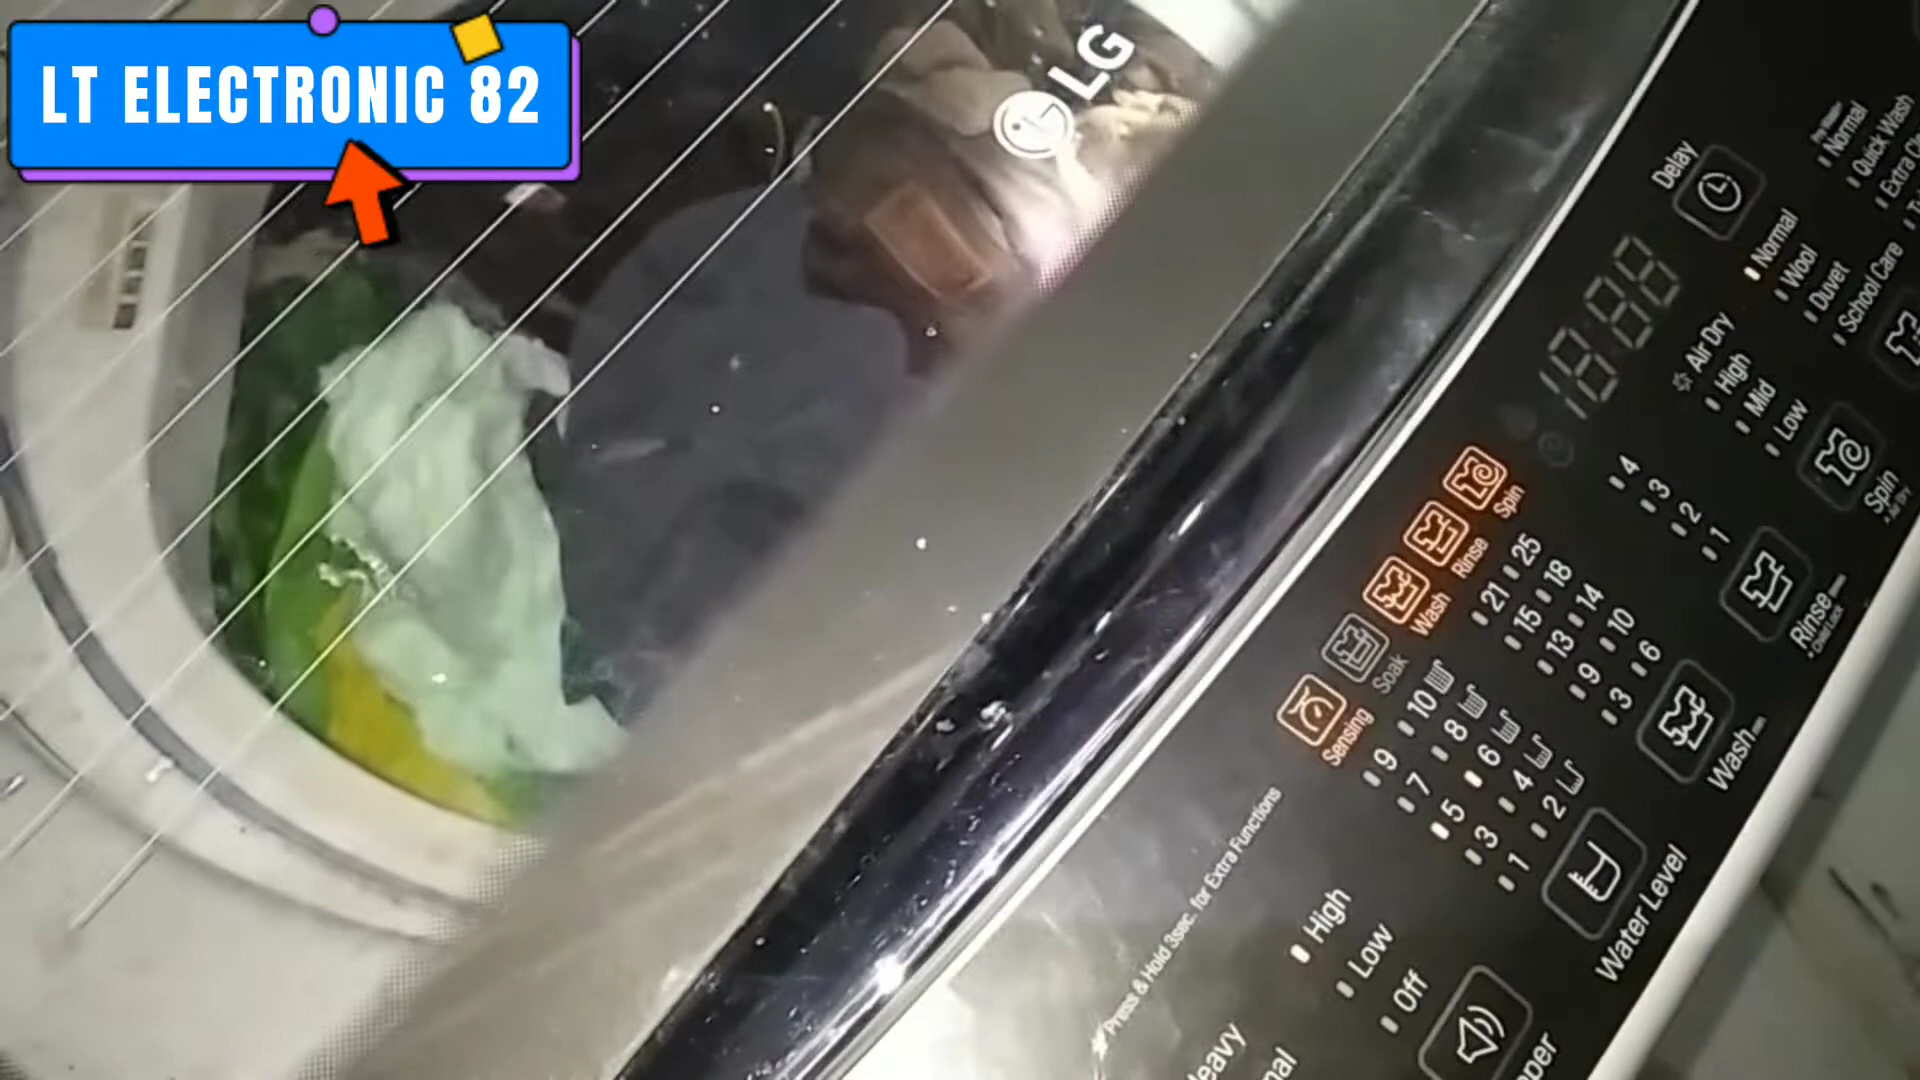 LT ELECTRONIC 82
LG
Delay
Normal
Quick Wash
Normal
Wool
Duvet
School Care
18:88
Air Dry
High
Mid
Low
Spin
4
3
2
1
Spin
Rinse
Wash
Soak
Sensing
21 25
15 18
13 14
9 10
3 6
Rinse
Wash
9 10
7 8
5 6
3 4
1 2
Water Level
Press & Hold 3sec. for Extra Functions
High
Low
Off